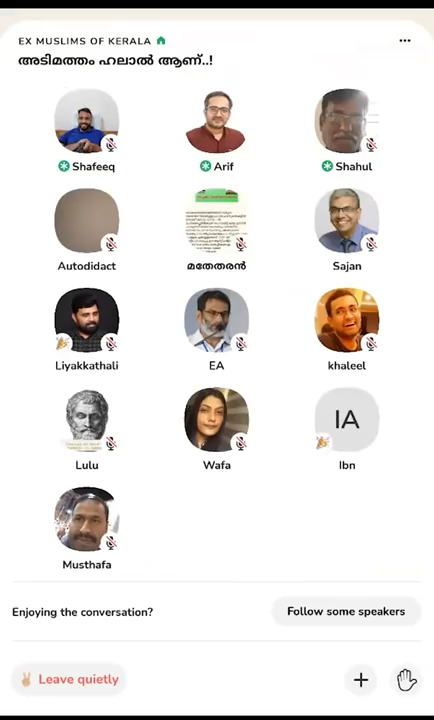 EX MUSLIMS OF KERALA
അടിമത്തം ഹലാൽ ആണ്..!
Shafeeq Arif Shahul
Autodidact മതേതരൻ Sajan
Liyakkathali EA khaleel
IA
Lulu Wafa Ibn
Musthafa
Enjoying the conversation? Follow some speakers
Leave quietly